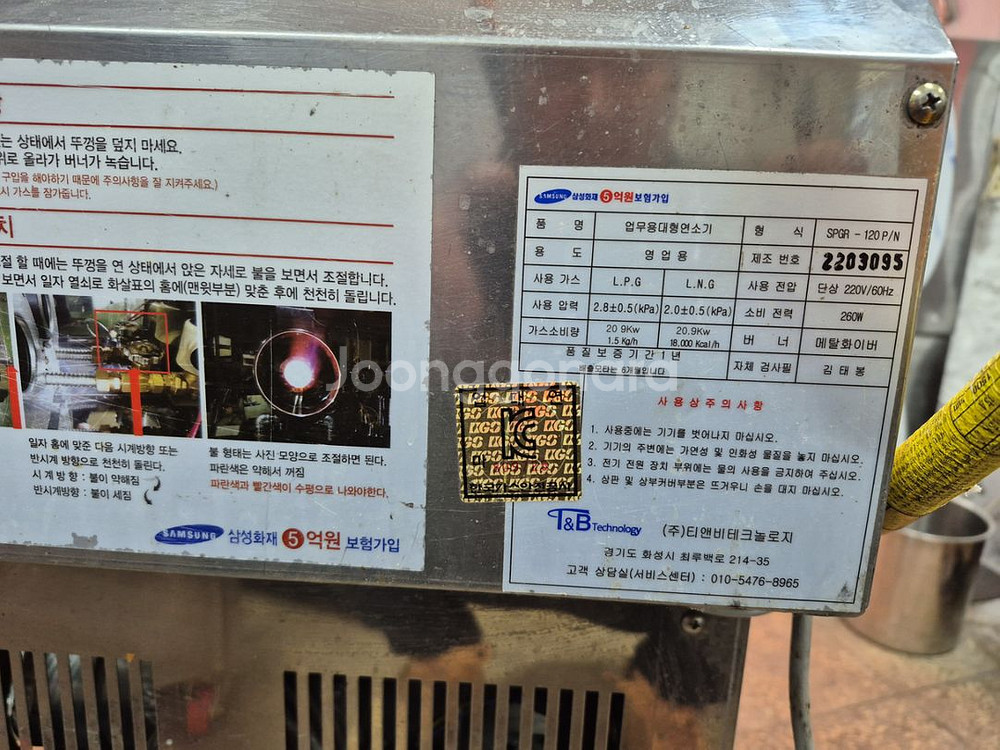 는 상태에서 뚜껑을 덮지 마세요.
위로 올라가 버너가 녹습니다.
구입을 해야하기 때문에 주의사항을 잘 지켜주세요.)
시 가스를 잠가줍니다.
치
절 할 때에는 뚜껑을 연 상태에서 앉은 자세로 불을 보면서 조절합니다.
보면서 일자 열쇠로 화살표의 홈에(맨윗부분) 맞춘 후에 천천히 돌립니다.
일자 홈에 맞춘 다음 시계방향 또는
반시계 방향으로 천천히 돌린다.
시 계 방 향 : 불이 약해짐
반시계방향 : 불이 세짐
불 형태는 사진 모양으로 조절하면 된다.
파란색은 약해서 꺼짐
파란색과 빨간색이 수평으로 나와야한다.
SAMSUNG 삼성화재 5억원 보험가입
SAMSUNG 삼성화재 5억원 보험가입
품 명 업무용대형연소기 형 식 SPGR - 120 P/N
용 도 영 업 용 제조 번호 2203095
사용 가스 L.P.G L.N.G 사용 전압 단상 220V/60Hz
사용 압력 2.8±0.5(kPa) 2.0±0.5(kPa) 소비 전력 260W
가스소비량 20.9Kw 1.5 Kg/h 20.9Kw 18,000 Kcal/h 버 너 메탈화이버
품 질 보 증 기 간 1 년
배출모타는 6개월입니다
자체 검사필 김 태 봉
Joonggonara
사 용 상 주 의 사 항
1. 사용중에는 기기를 벗어나지 마십시오.
2. 기기의 주변에는 가연성 및 인화성 물질을 놓지 마십시오.
3. 전기 전원 장치 부위에는 물의 사용을 금지하여 주십시오.
4. 상판 및 상부커버부분은 뜨거우니 손을 대지 마십시오.
KGS
한국가스안전공사
T&B Technology (주)티앤비테크놀로지
경기도 화성시 최루백로 214-35
고객 상담실(서비스센터) : 010-5476-8965